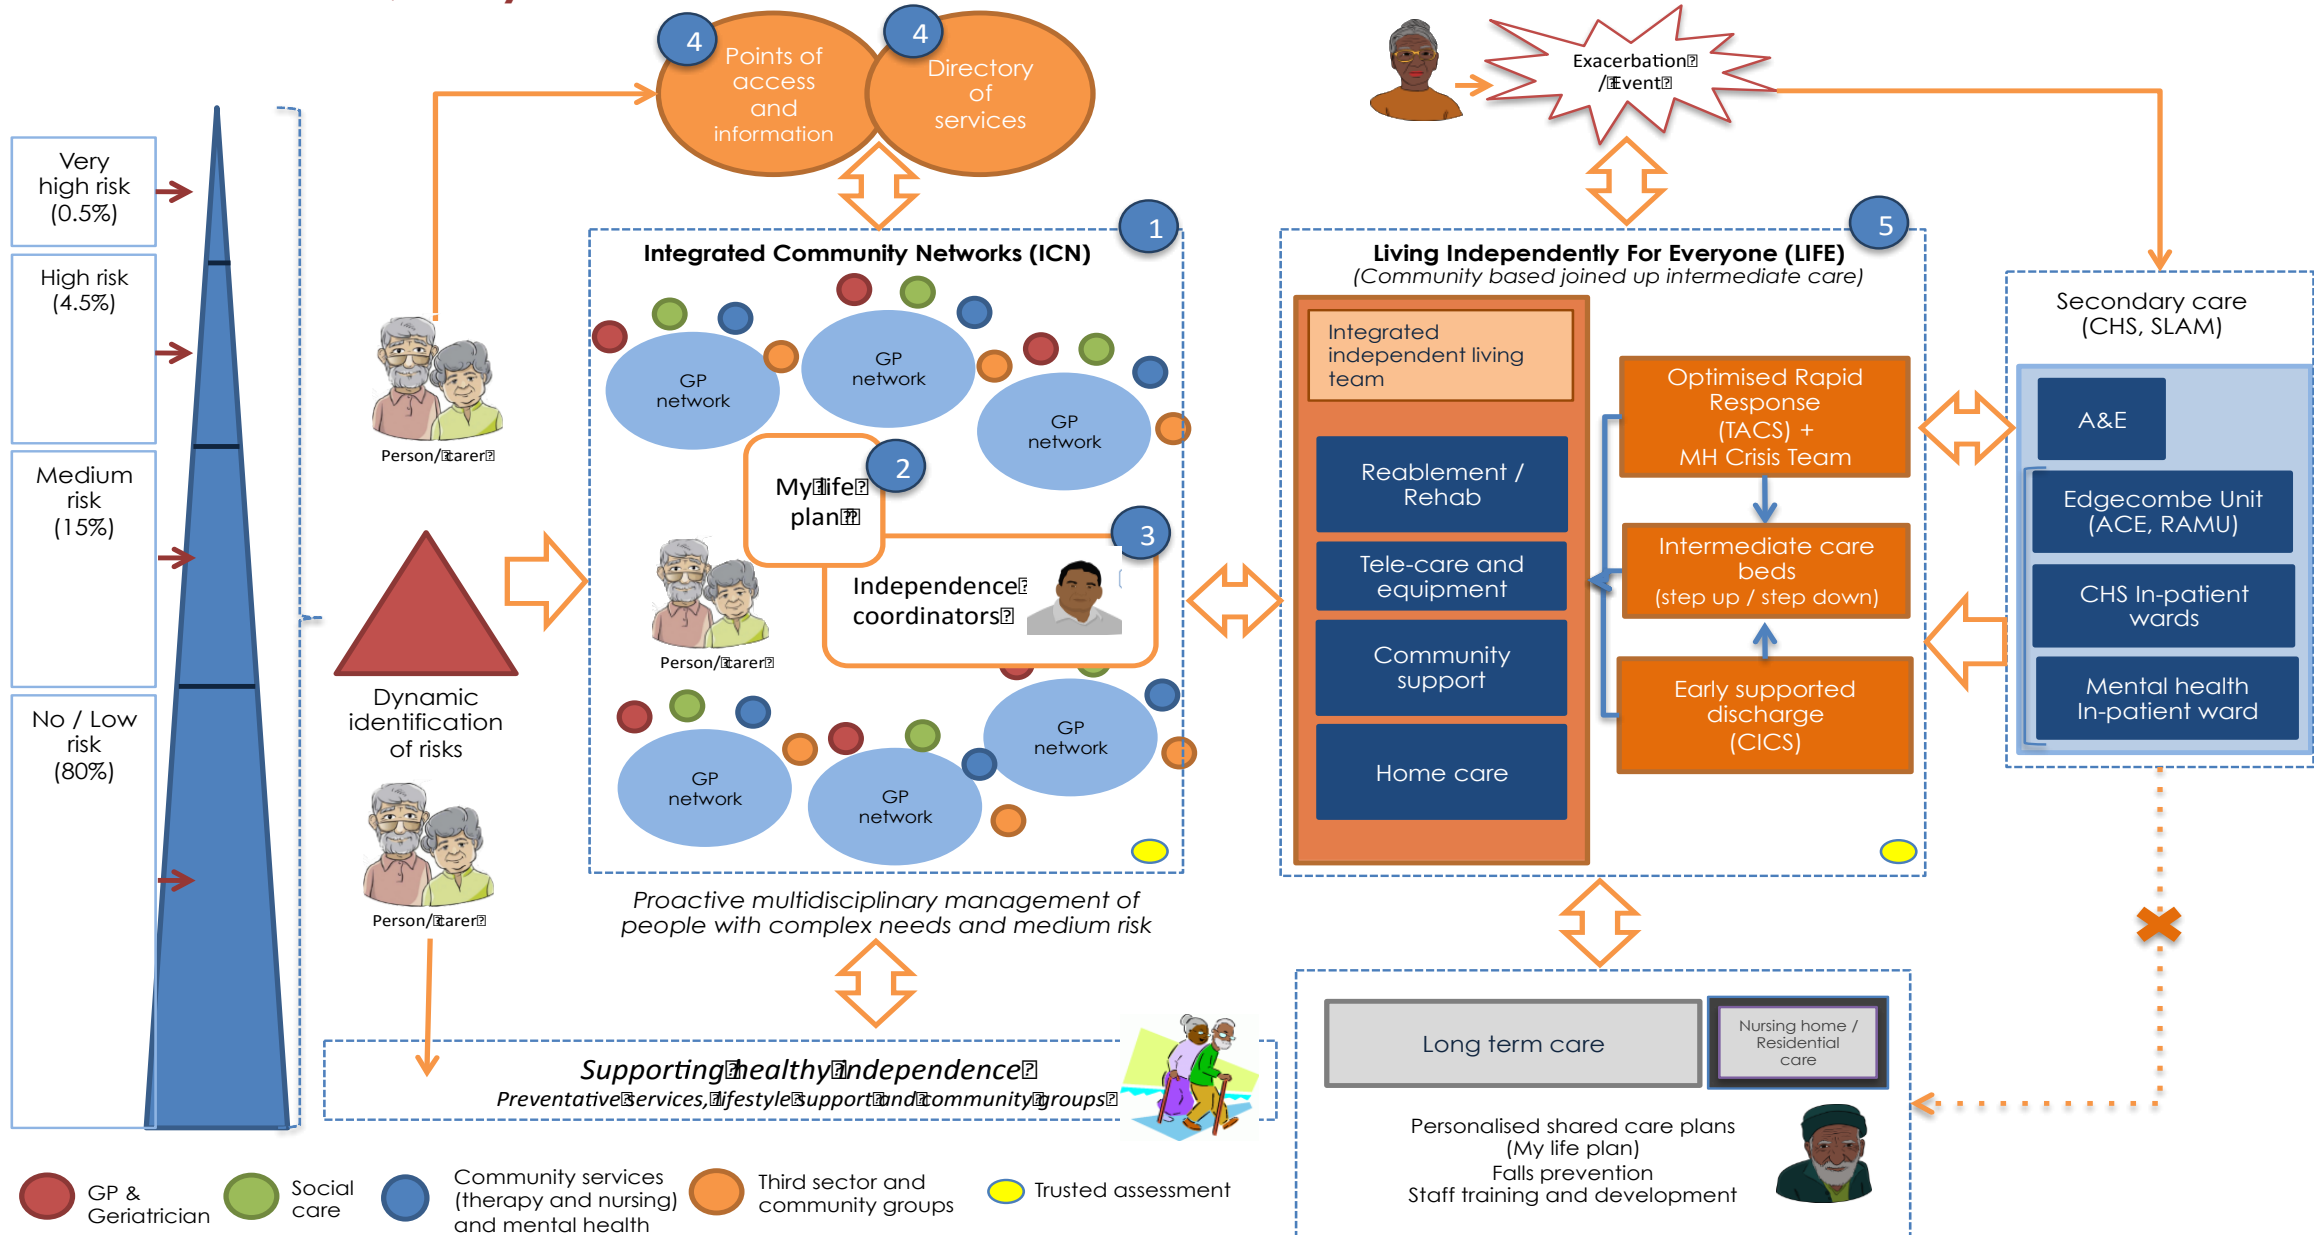 4
Points of
access
and
information
4
Directory
of
services
Exacerbation
/ Event
Very
high risk
(0.5%)
High risk
(4.5%)
Medium
risk
(15%)
No / Low
risk
(80%)
Person/ carer
Dynamic
identification
of risks
Person/ carer
1
Integrated Community Networks (ICN)
GP
network
GP
network
GP
network
My life
plan
2
3
Independence
coordinators
Person/ carer
GP
network
GP
network
GP
network
Proactive multidisciplinary management of
people with complex needs and medium risk
Supporting healthy independence
Preventative services, lifestyle support and community groups
5
Living Independently For Everyone (LIFE)
(Community based joined up intermediate care)
Integrated
independent living
team
Reablement /
Rehab
Tele-care and
equipment
Community
support
Home care
Optimised Rapid
Response
(TACS) +
MH Crisis Team
Intermediate care
beds
(step up / step down)
Early supported
discharge
(CICS)
Secondary care
(CHS, SLAM)
A&E
Edgecombe Unit
(ACE, RAMU)
CHS In-patient
wards
Mental health
In-patient ward
Long term care
Nursing home /
Residential
care
Personalised shared care plans
(My life plan)
Falls prevention
Staff training and development
GP &
Geriatrician
Social
care
Community services
(therapy and nursing)
and mental health
Third sector and
community groups
Trusted assessment